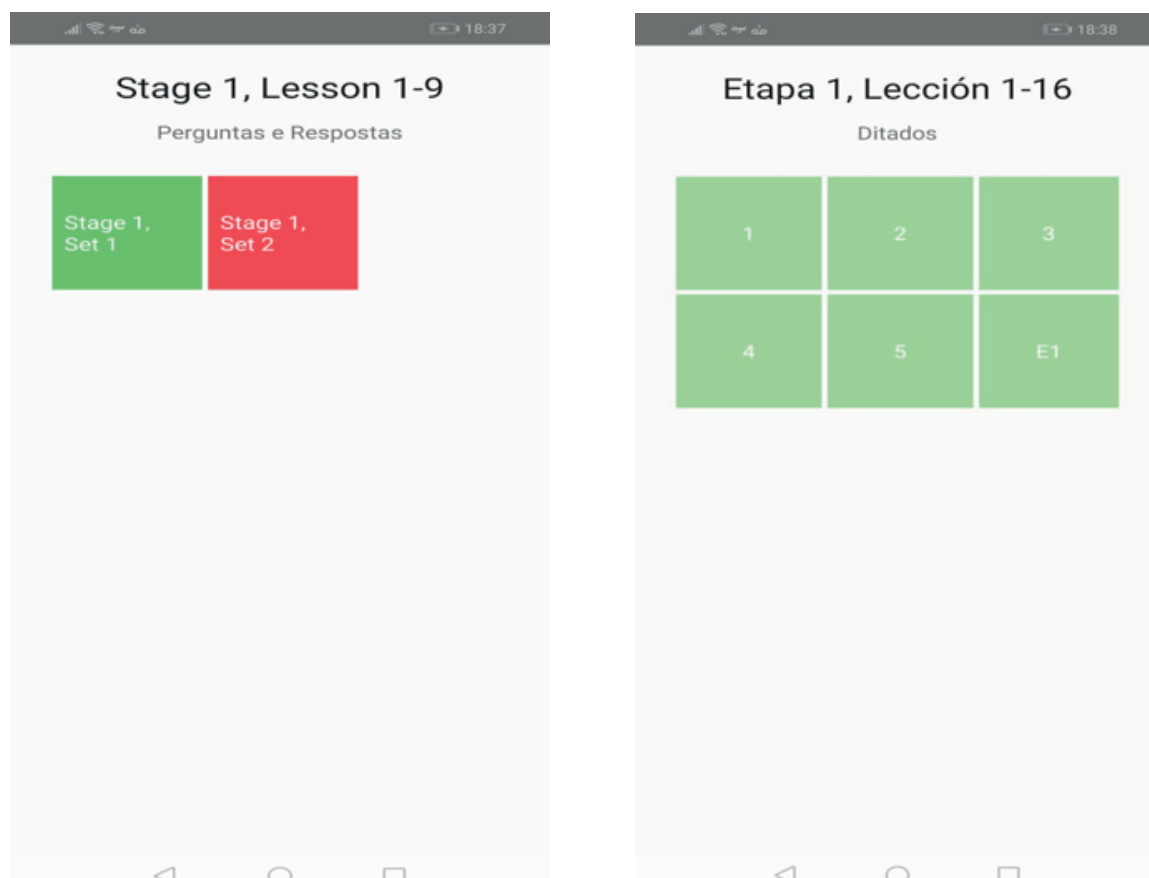 18:37
Stage 1, Lesson 1-9
Perguntas e Respostas
Stage 1,
Set 1
Stage 1,
Set 2
18:38
Etapa 1, Lección 1-16
Ditados
1
2
3
4
5
E1